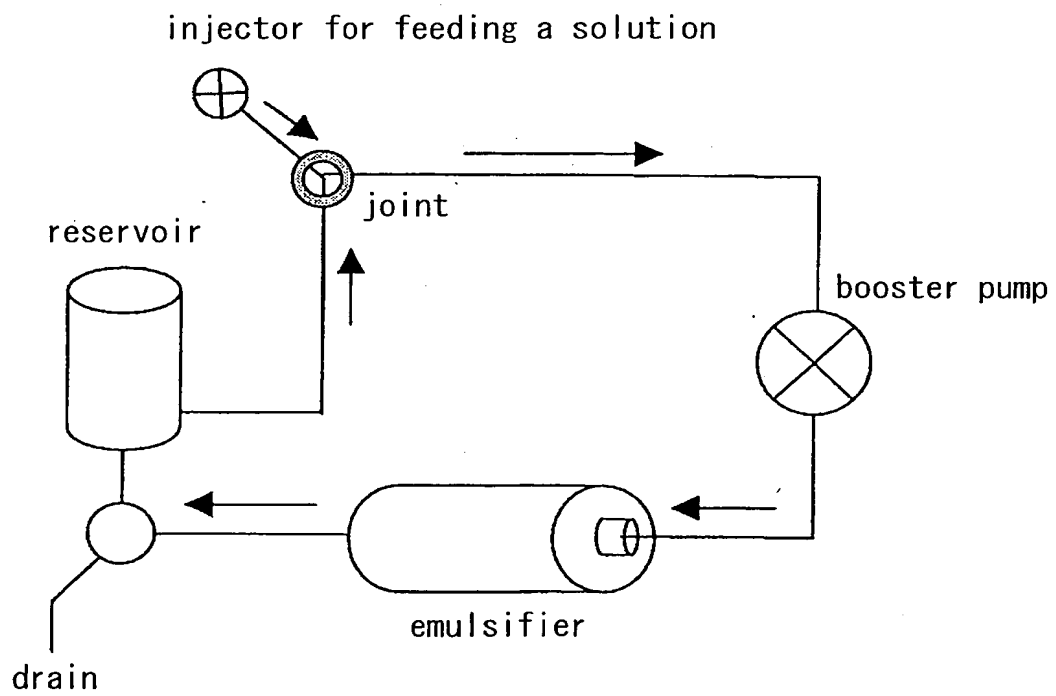 injector for feeding a solution
joint
reservoir
booster pump
emulsifier
drain